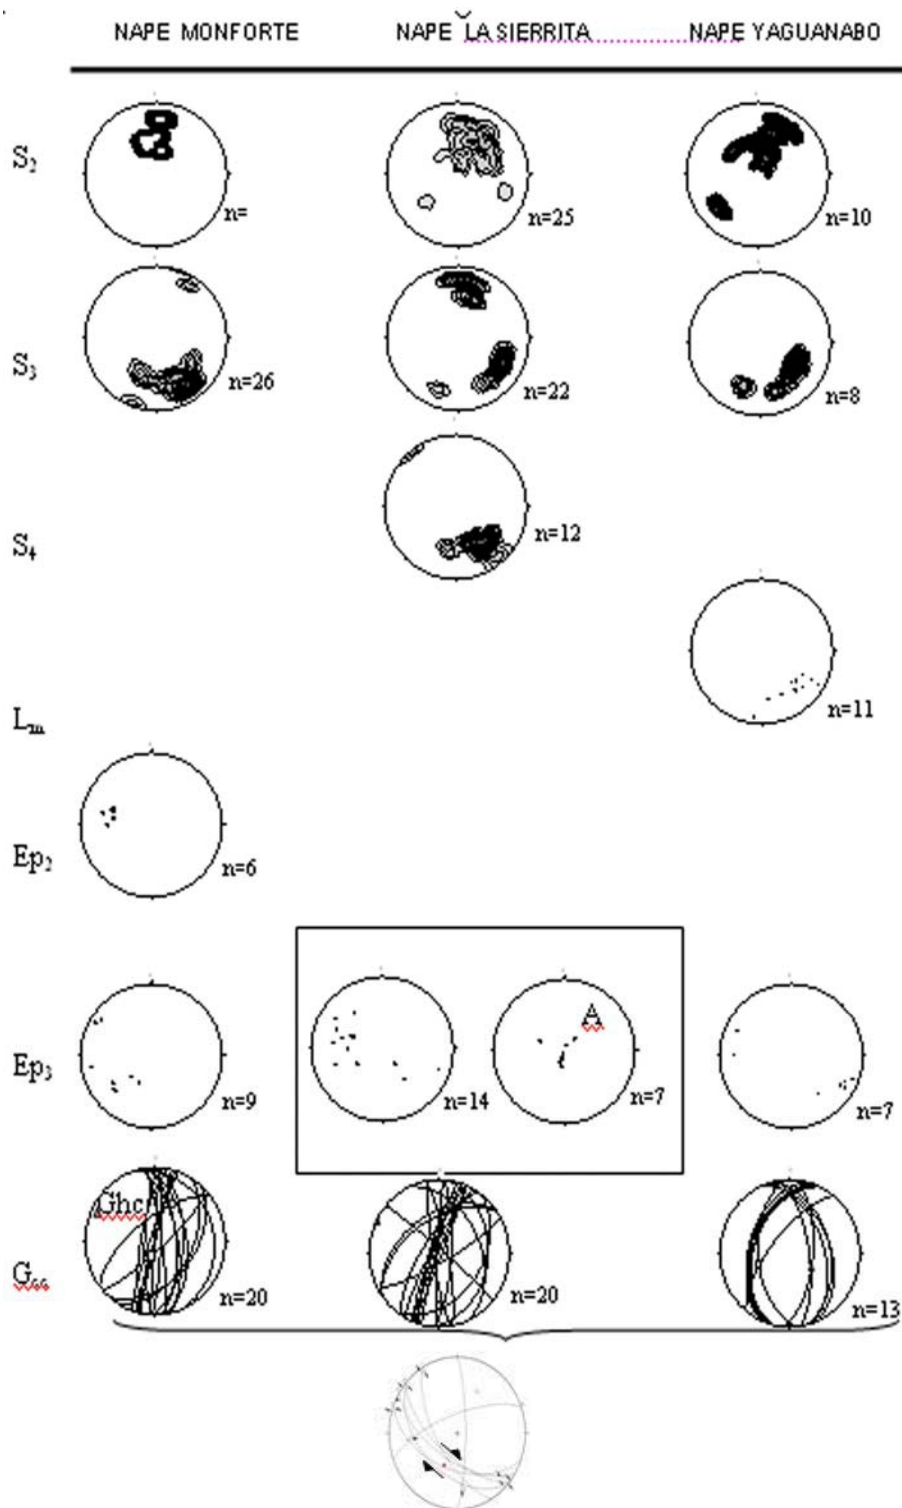 NAPE MONFORTE NAPE LA SIERRITA NAPE YAGUANABO
S₂ n= n=25 n=10
S₃ n=26 n=22 n=8
S₄ n=12
Lₘ n=11
Ep₂ n=6
A
Ep₃ n=9 n=14 n=7 n=7
Ghc
n=20 n=20 n=13